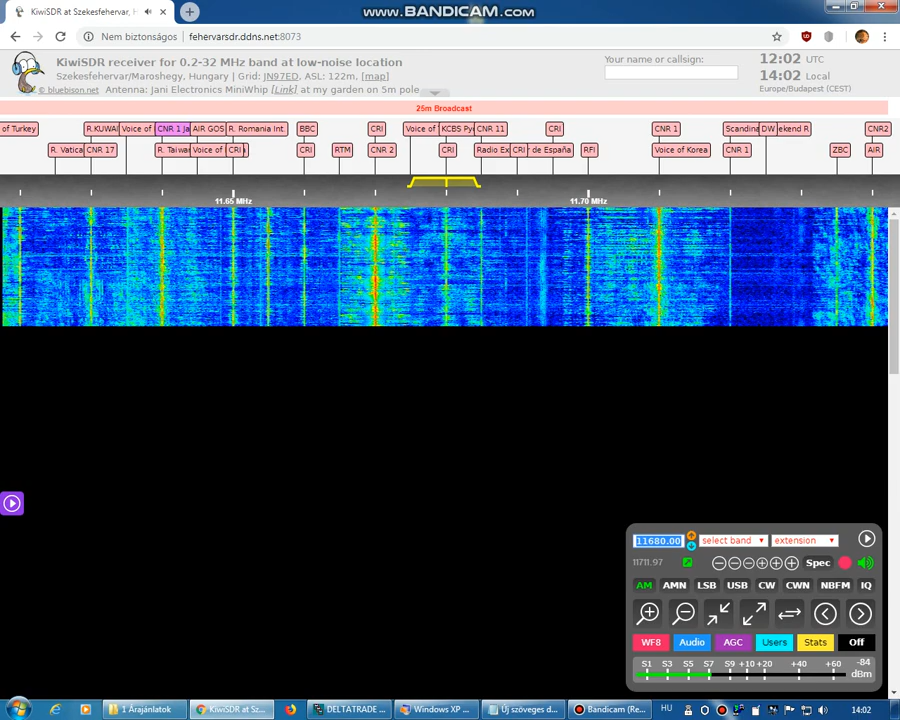 KiwiSDR at Szekesfehervar, H
www.BANDICAM.com
Nem biztonságos
fehervarsdr.ddns.net:8073
KiwiSDR receiver for 0.2-32 MHz band at low-noise location
Szekesfehervar/Maroshegy, Hungary | Grid: JN97ED, ASL: 122m, [map]
© bluebison.net Antenna: Jani Electronics MiniWhip [Link] at my garden on 5m pole
Your name or callsign:
12:02 UTC
14:02 Local
Europe/Budapest (CEST)
25m Broadcast
of Turkey R.KUWAI Voice of CNR 1 Ja AIR GOS R. Romania Int. BBC CRI Voice of KCBS Py CNR 11 CRI CNR 1 Scandina DW ekend R CNR2
R. Vatica CNR 17 R. Taiwa Voice of CRI CRI RTM CNR 2 CRI Radio Ex CRI de España RFI Voice of Korea CNR 1 ZBC AIR
11.65 MHz 11.70 MHz
11680.00 select band extension
11711.97 Spec
AM AMN LSB USB CW CWN NBFM IQ
WF8 Audio AGC Users Stats Off
S1 S3 S5 S7 S9 +10 +20 +40 +60 -84
dBm
1 Árajánlatok KiwiSDR at Sz... DELTATRADE ... Windows XP ... Új szöveges d... Bandicam (Re... HU 14:02